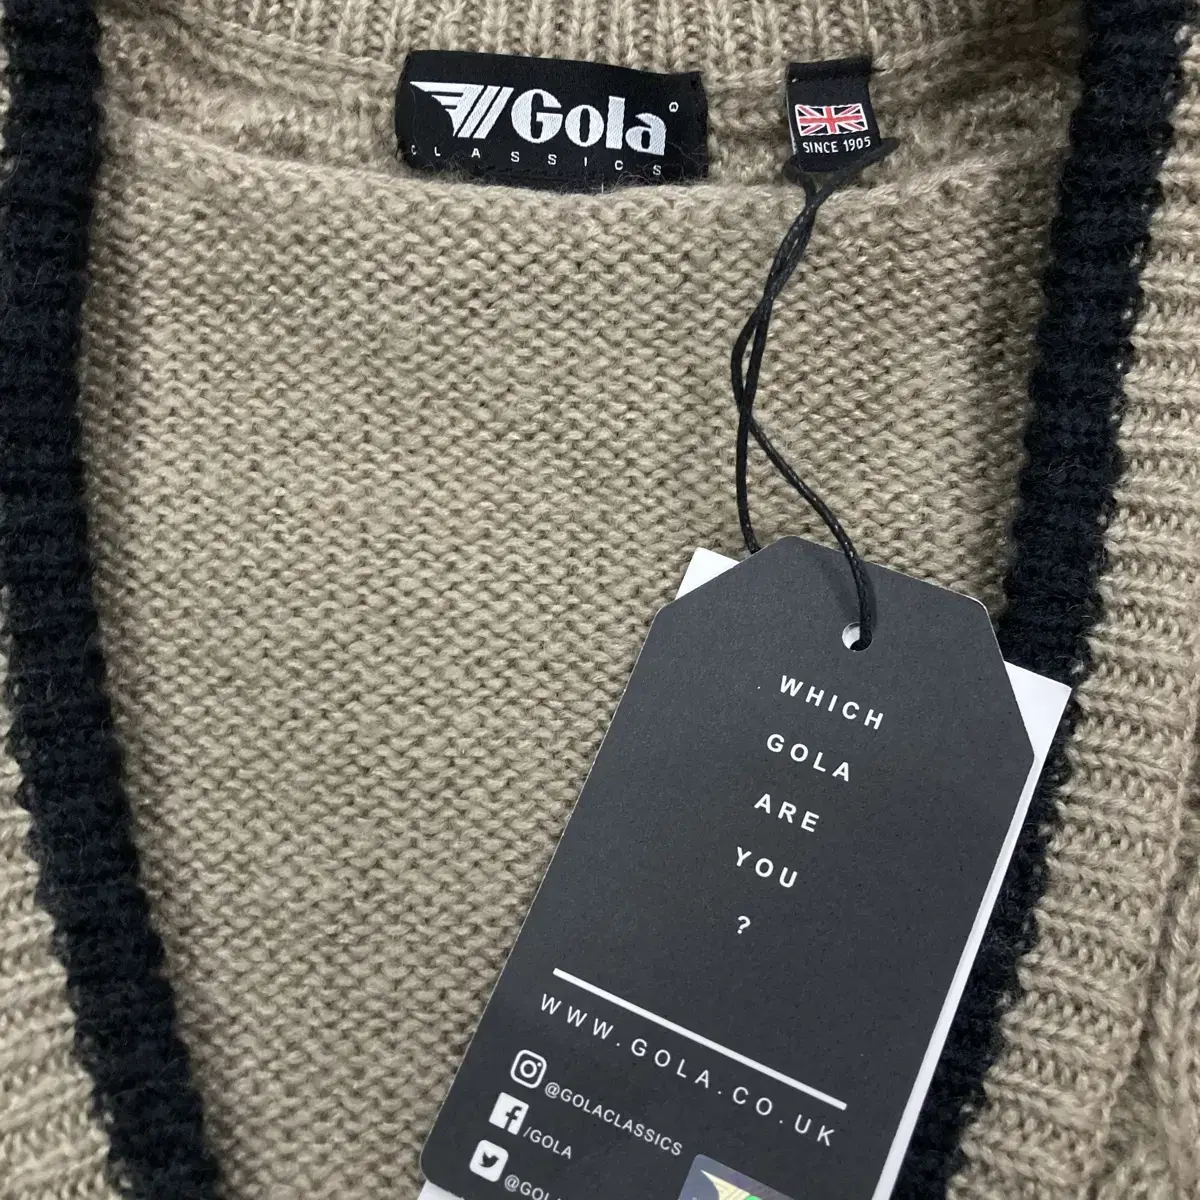 Gola
CLASSICS
SINCE 1905
WHICH
GOLA
ARE
YOU
?
WWW.GOLA.CO.UK
@GOLACLASSICS
/GOLA